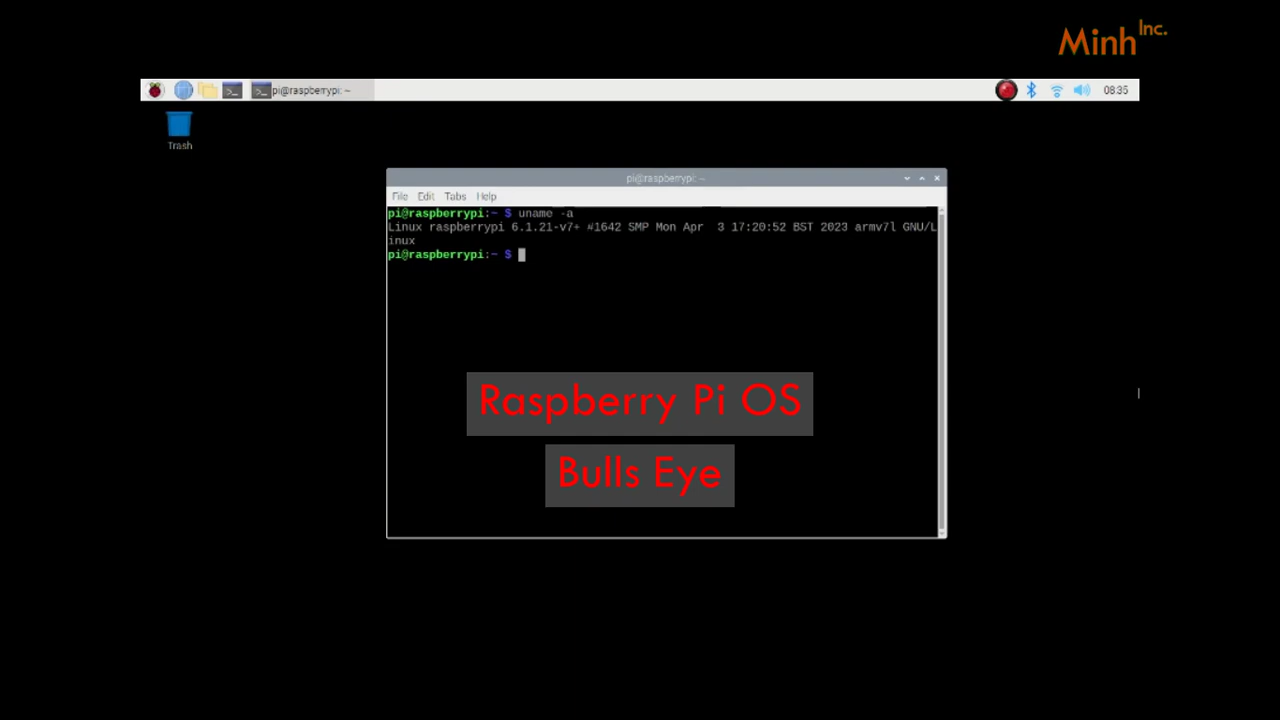 Minh Inc.
pi@raspberrypi: ~
08:35
Trash
pi@raspberrypi: ~
File Edit Tabs Help
pi@raspberrypi:~ $ uname -a
Linux raspberrypi 6.1.21-v7+ #1642 SMP Mon Apr  3 17:20:52 BST 2023 armv7l GNU/L
inux
pi@raspberrypi:~ $
Raspberry Pi OS
Bulls Eye